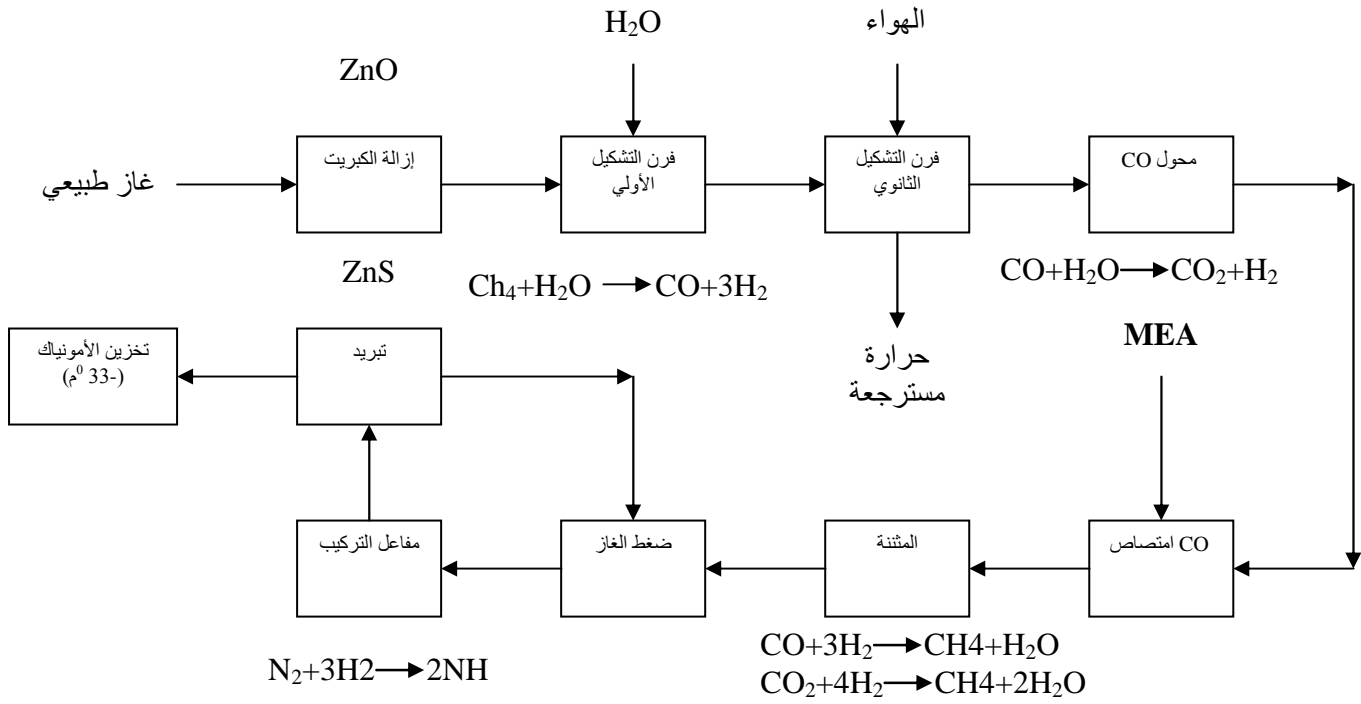 H₂O
الهواء
ZnO
غاز طبيعي
إزالة الكبريت
فرن التشكيل
الأولي
فرن التشكيل
الثانوي
محول CO
ZnS
Ch₄+H₂O → CO+3H₂
CO+H₂O→CO₂+H₂
حرارة
مسترجعة
MEA
تخزين الأمونياك
(-33 ⁰م)
تبريد
مفاعل التركيب
ضغط الغاز
المثننة
CO امتصاص
N₂+3H2→2NH
CO+3H₂→CH4+H₂O
CO₂+4H₂→CH4+2H₂O